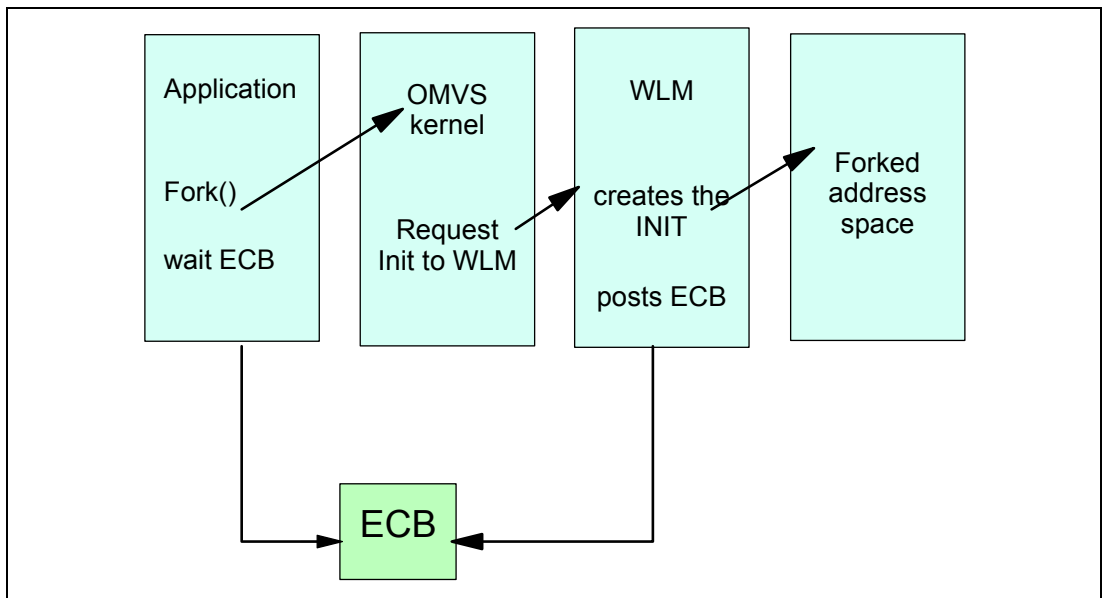 Application
Fork()
wait ECB
OMVS
kernel
Request
Init to WLM
WLM
creates the
INIT
posts ECB
Forked
address
space
ECB